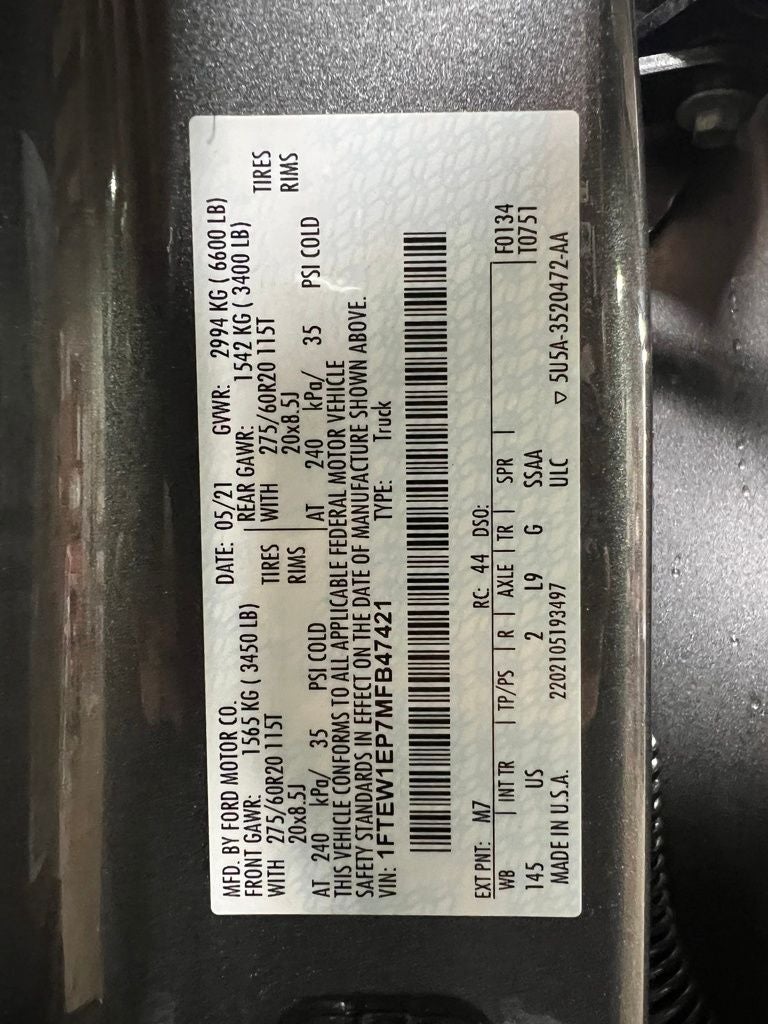 MFD. BY FORD MOTOR CO. DATE: 05/21 GVWR: 2994 KG ( 6600 LB)
FRONT GAWR: 1565 KG ( 3450 LB) REAR GAWR: 1542 KG ( 3400 LB)
WITH 275/60R20 115T TIRES WITH 275/60R20 115T TIRES
20x8.5J RIMS 20x8.5J RIMS
AT 240 kPa/ 35 PSI COLD AT 240 kPa/ 35 PSI COLD
THIS VEHICLE CONFORMS TO ALL APPLICABLE FEDERAL MOTOR VEHICLE
SAFETY STANDARDS IN EFFECT ON THE DATE OF MANUFACTURE SHOWN ABOVE.
VIN: 1FTEW1EP7MFB47421 TYPE: Truck
EXT PNT: M7 RC: 44 DSO:
WB INT TR TP/PS R AXLE TR SPR F0134
T0751
145 US 2 L9 G SSAA
MADE IN U.S.A. 2202105193497 ULC ▽ 5U5A-3520472-AA